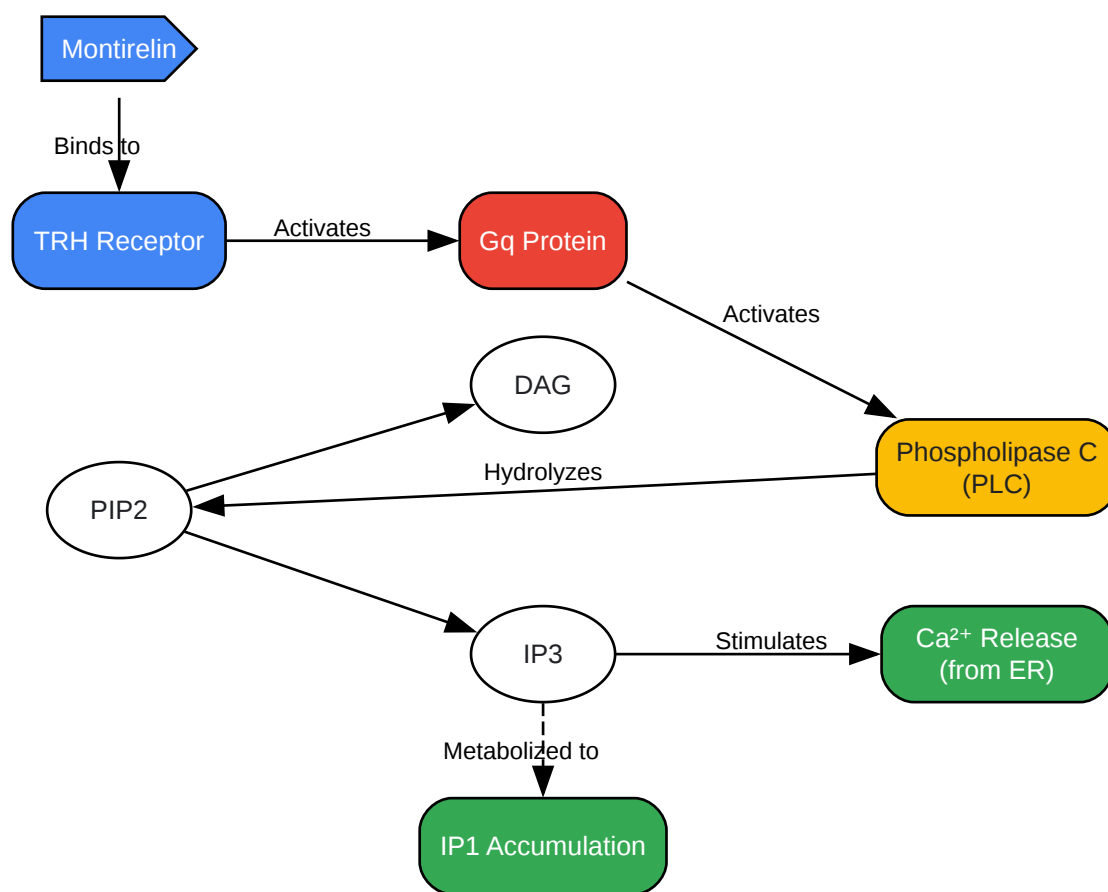 Montirelin
Binds to
TRH Receptor
Activates
Gq Protein
Activates
DAG
Phospholipase C
(PLC)
Hydrolyzes
PIP2
IP3
Stimulates
Ca²⁺ Release
(from ER)
Metabolized to
IP1 Accumulation